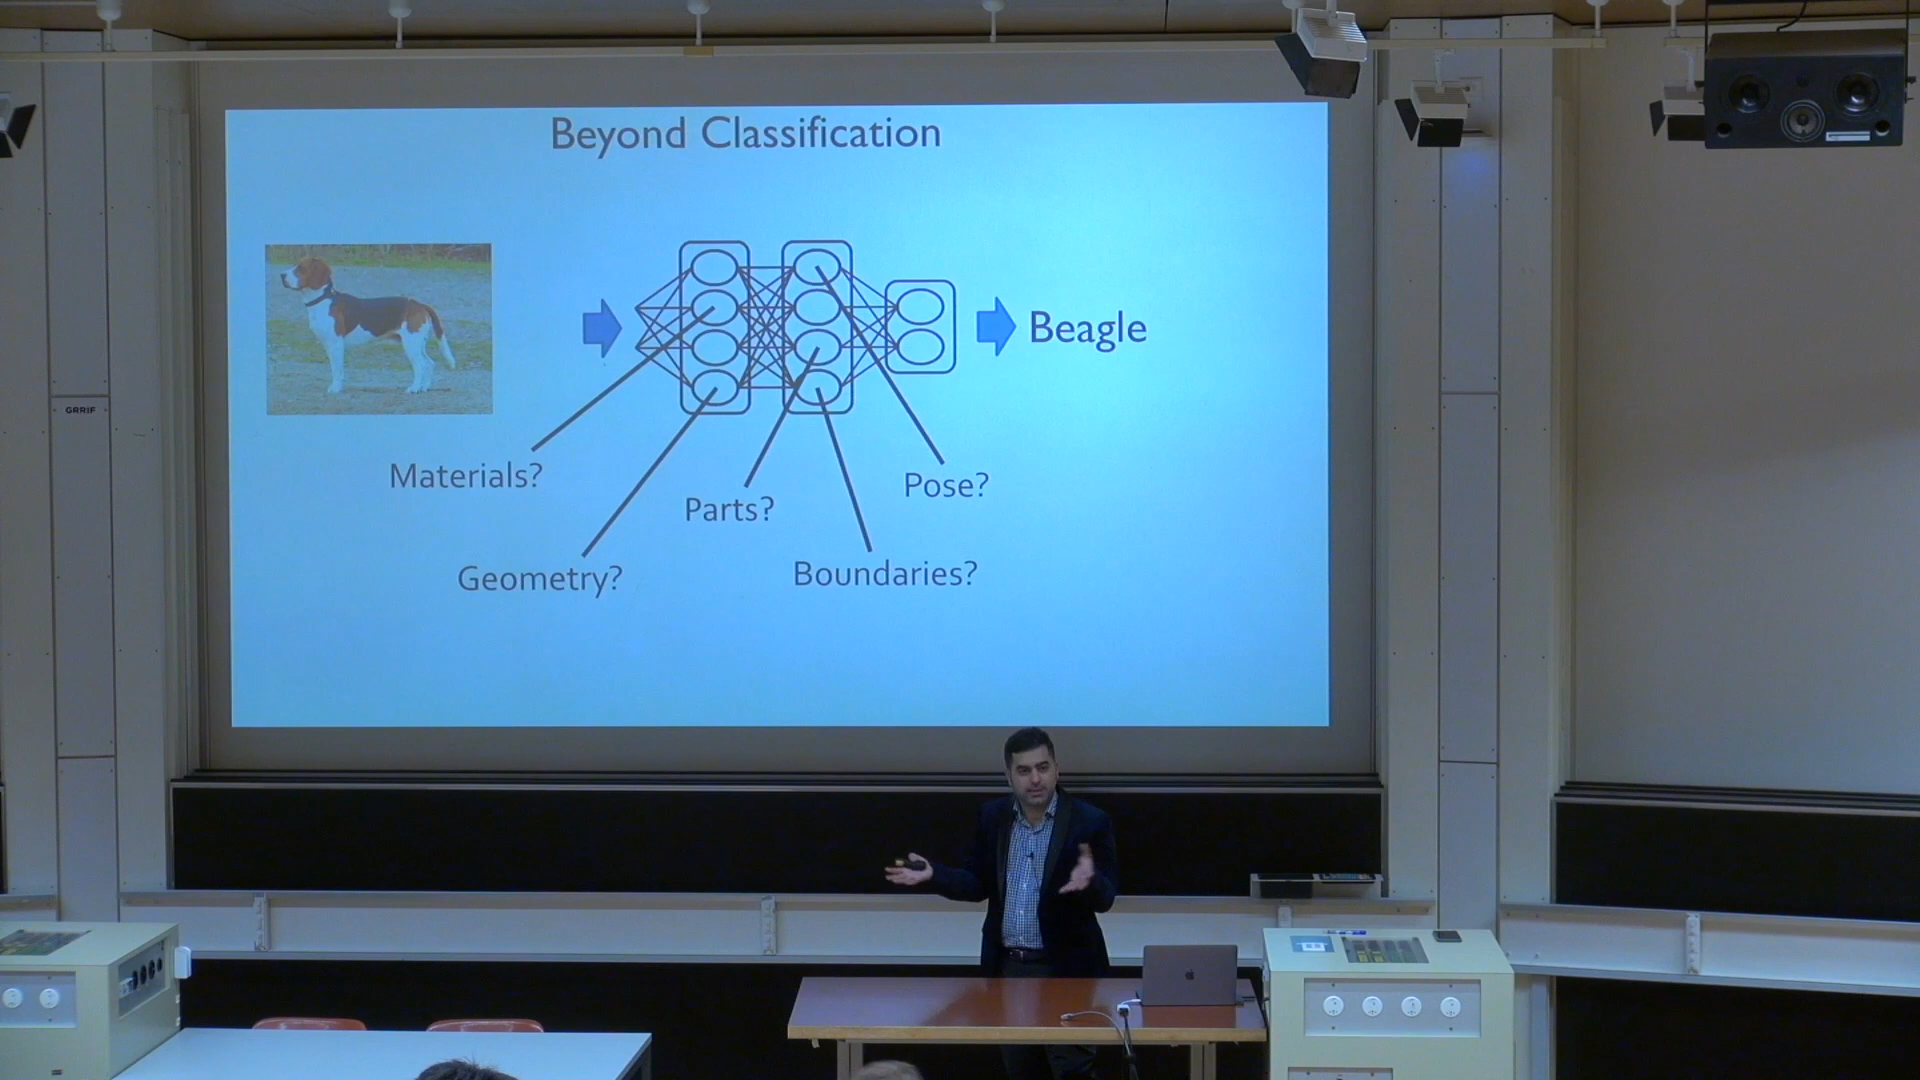 Beyond Classification
Beagle
Materials?
Pose?
Parts?
Geometry?
Boundaries?
GRRIF